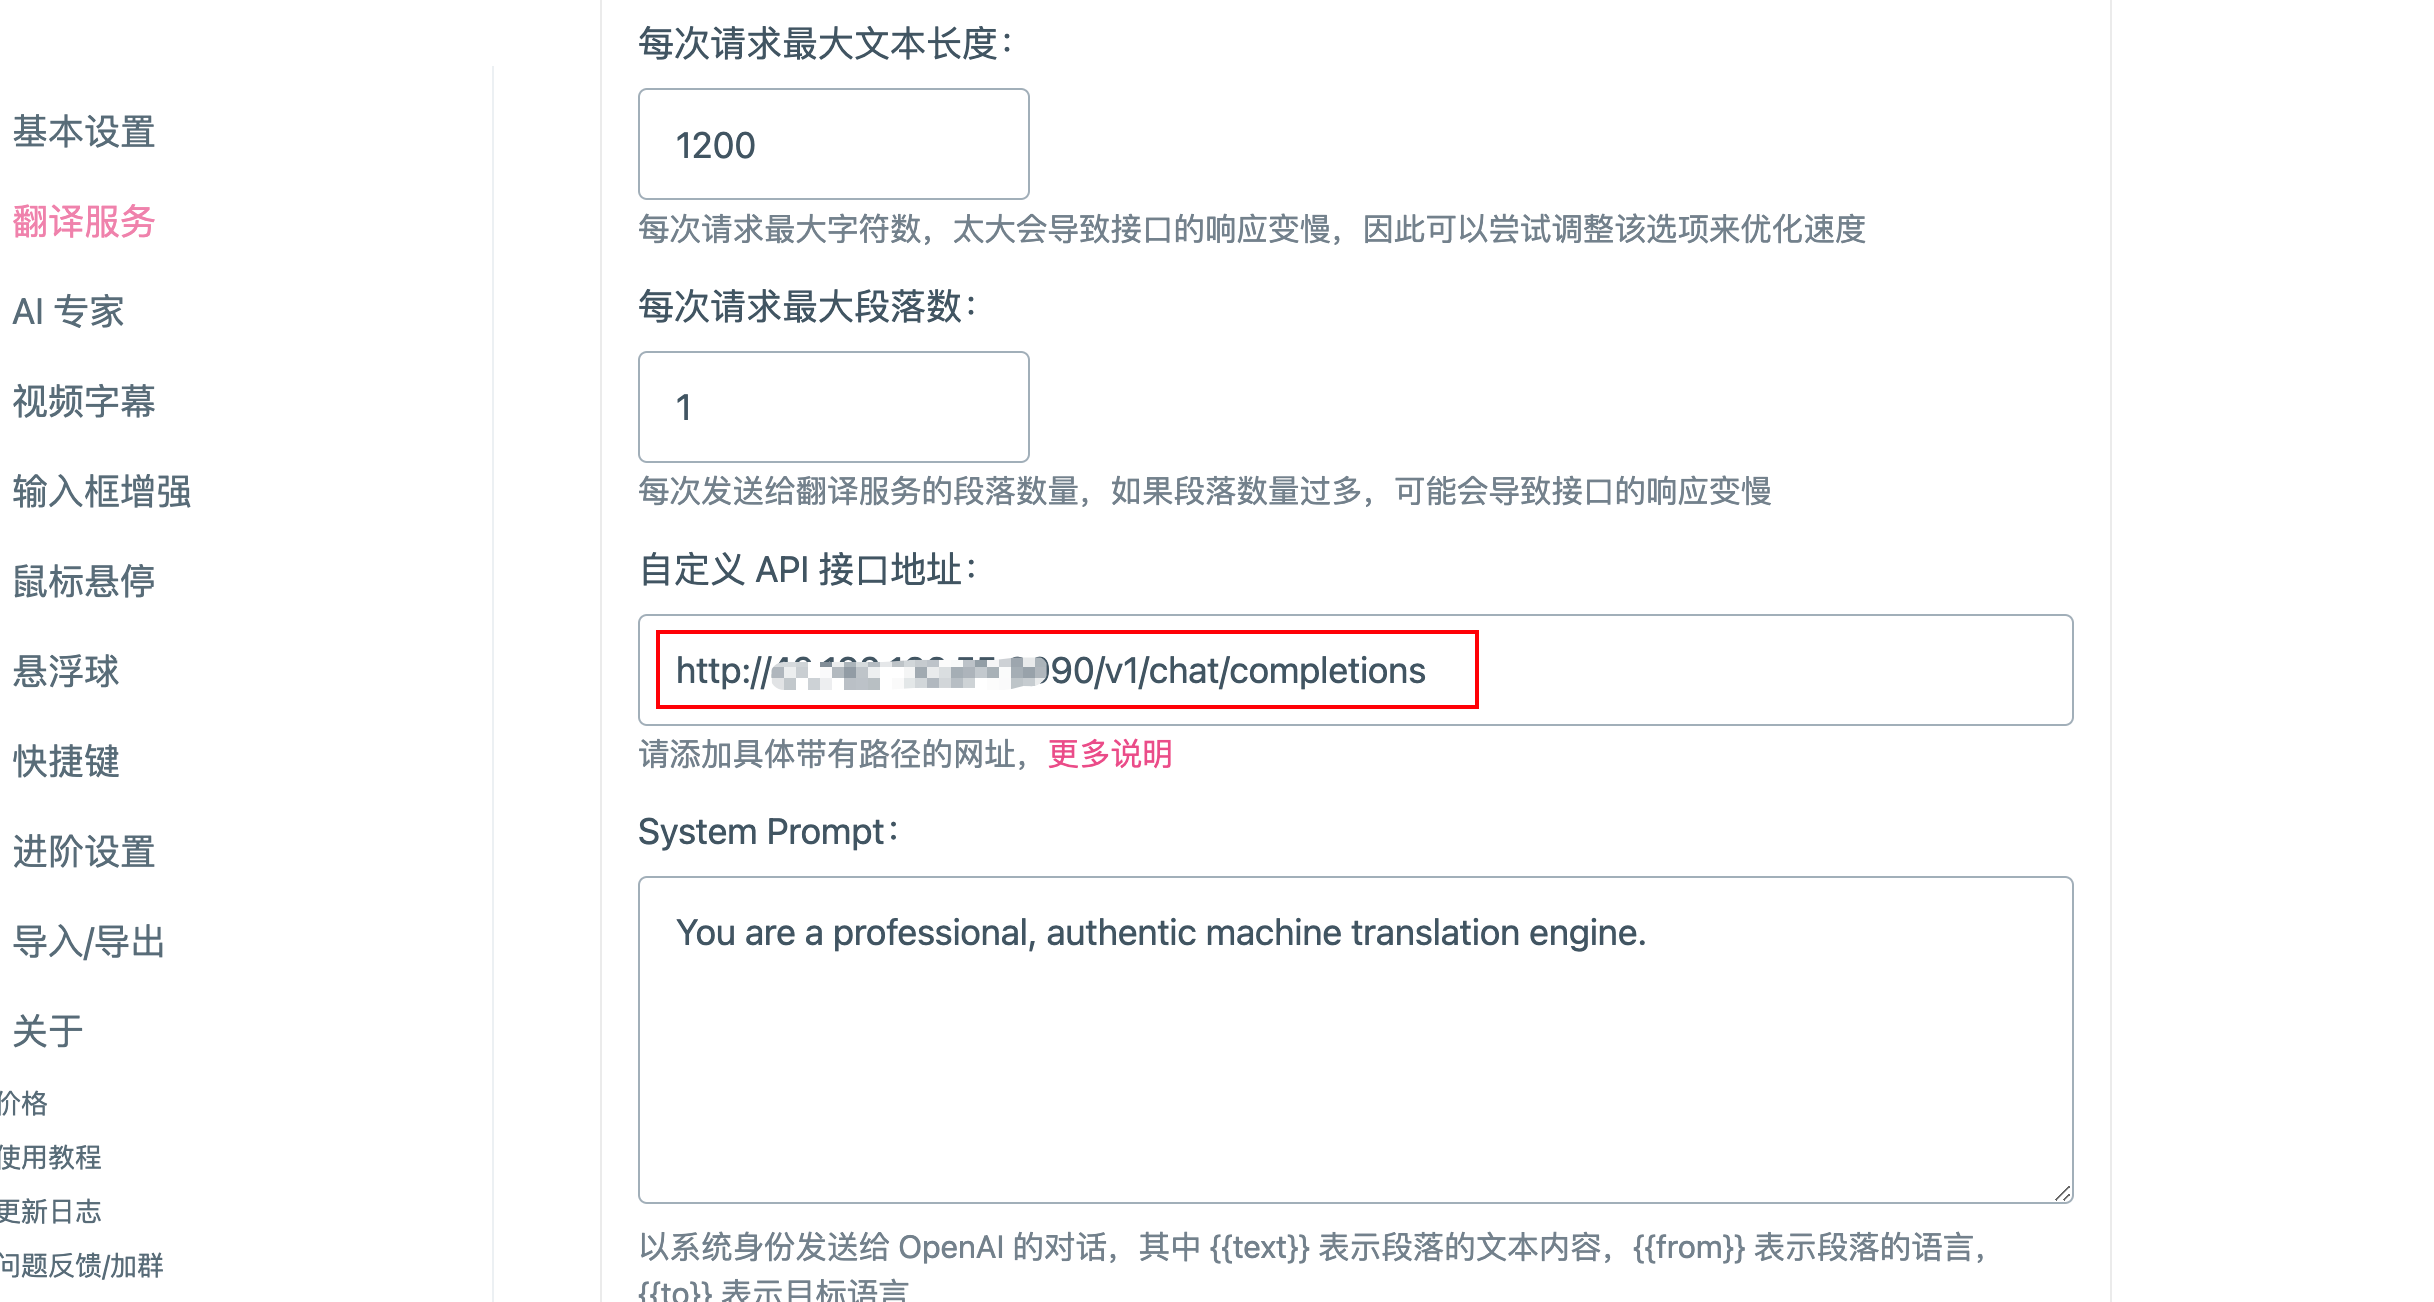 基本设置
翻译服务
AI 专家
视频字幕
输入框增强
鼠标悬停
悬浮球
快捷键
进阶设置
导入/导出
关于
价格
使用教程
更新日志
问题反馈/加群
每次请求最大文本长度：
1200
每次请求最大字符数，太大会导致接口的响应变慢，因此可以尝试调整该选项来优化速度
每次请求最大段落数：
1
每次发送给翻译服务的段落数量，如果段落数量过多，可能会导致接口的响应变慢
自定义 API 接口地址：
http:// 90/v1/chat/completions
请添加具体带有路径的网址，更多说明
System Prompt：
You are a professional, authentic machine translation engine.
以系统身份发送给 OpenAI 的对话，其中 {{text}} 表示段落的文本内容，{{from}} 表示段落的语言，
{{to}} 表示目标语言